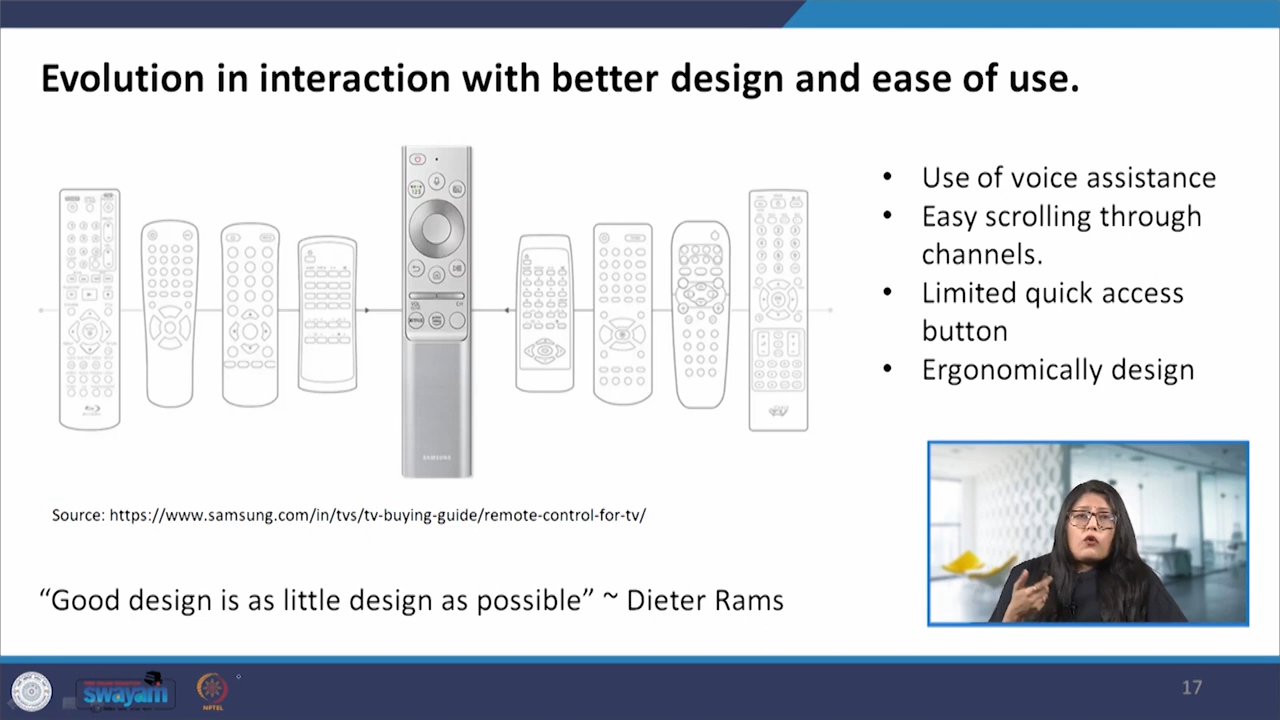 Evolution in interaction with better design and ease of use.
• Use of voice assistance
• Easy scrolling through
channels.
• Limited quick access
button
• Ergonomically design
SAMSUNG
Source: https://www.samsung.com/in/tvs/tv-buying-guide/remote-control-for-tv/
“Good design is as little design as possible” ~ Dieter Rams
swayam
NPTEL
17